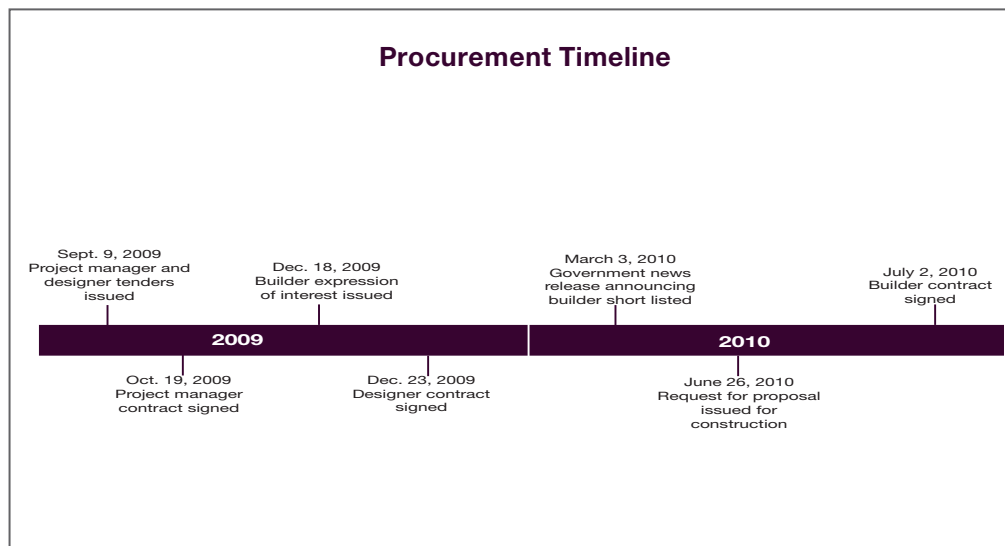 Procurement Timeline
Sept. 9, 2009
Project manager and
designer tenders
issued
Dec. 18, 2009
Builder expression
of interest issued
March 3, 2010
Government news
release announcing
builder short listed
July 2, 2010
Builder contract
signed
2009
2010
Oct. 19, 2009
Project manager
contract signed
Dec. 23, 2009
Designer contract
signed
June 26, 2010
Request for proposal
issued for
construction